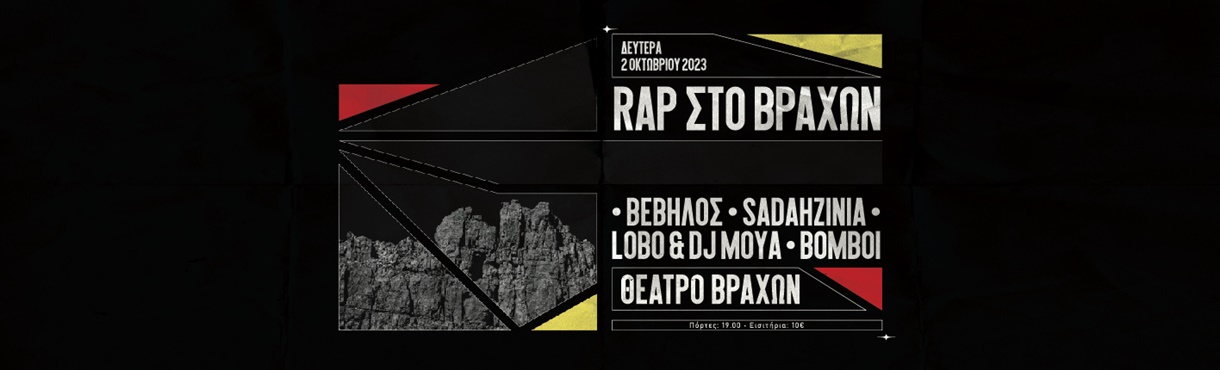 ΔΕΥΤΕΡΑ
2 ΟΚΤΩΒΡΙΟΥ 2023
RAP ΣΤΟ ΒΡΑΧΩΝ
• ΒΕΒΗΛΟΣ • SADAHZINIA •
LOBO & DJ MOYA • BOMBOI
ΘΕΑΤΡΟ ΒΡΑΧΩΝ
Πόρτες: 19.00 - Εισιτήρια: 10€